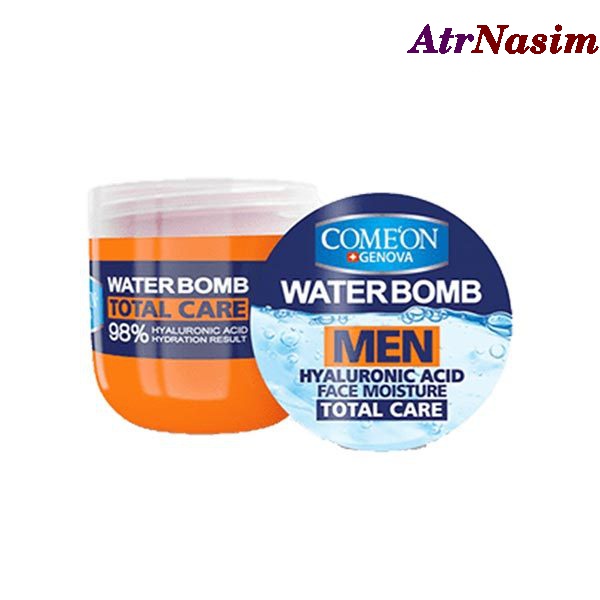 AtrNasim
WATER BOMB
TOTAL CARE
98% HYALURONIC ACID
HYDRATION RESULT
COME'ON
GENOVA
WATER BOMB
MEN
HYALURONIC ACID
FACE MOISTURE
TOTAL CARE